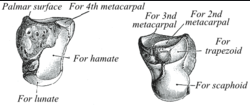 Palmar surface
For 4th metacarpal
For hamate
For lunate
For 3rd
metacarpal
For 2nd
metacarpal
For
trapezoid
For scaphoid